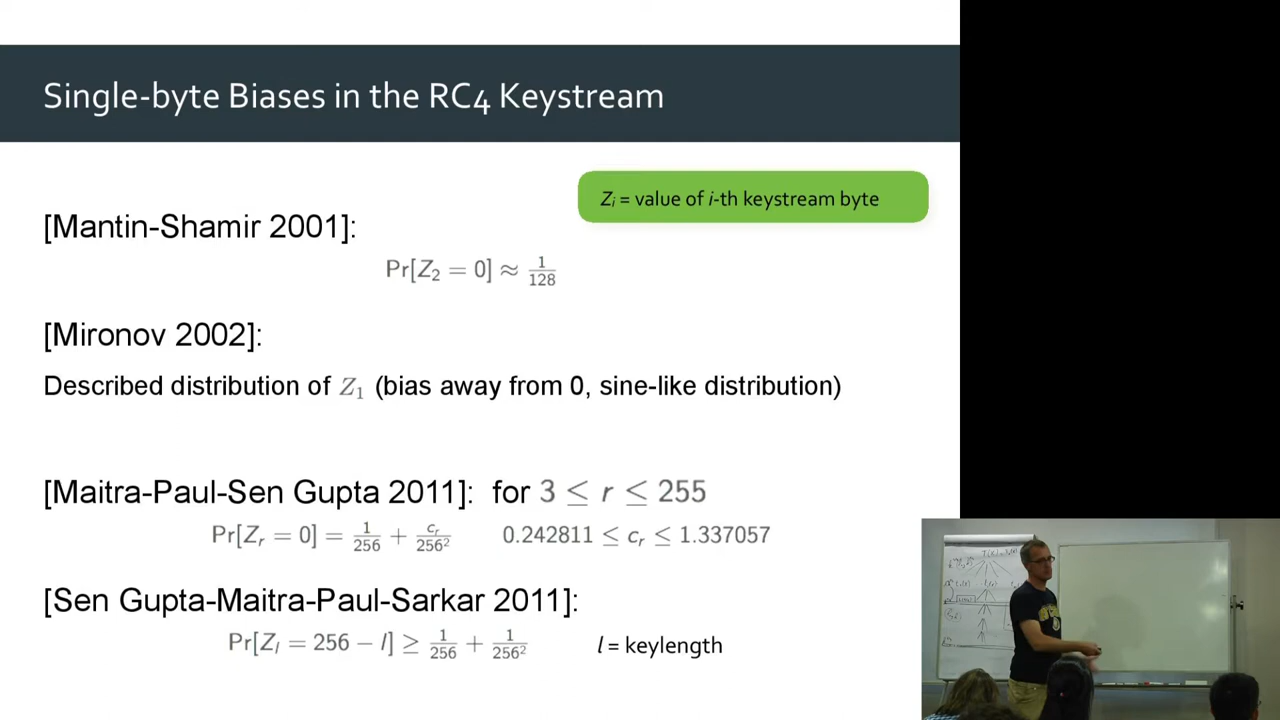 Single-byte Biases in the RC4 Keystream
Zᵢ = value of i-th keystream byte
[Mantin-Shamir 2001]:
Pr[Z₂ = 0] ≈ 1/128
[Mironov 2002]:
Described distribution of Z₁ (bias away from 0, sine-like distribution)
[Maitra-Paul-Sen Gupta 2011]: for 3 ≤ r ≤ 255
Pr[Zᵣ = 0] = 1/256 + cᵣ/256² 0.242811 ≤ cᵣ ≤ 1.337057
[Sen Gupta-Maitra-Paul-Sarkar 2011]:
Pr[Zₗ = 256 − l] ≥ 1/256 + 1/256² l = keylength